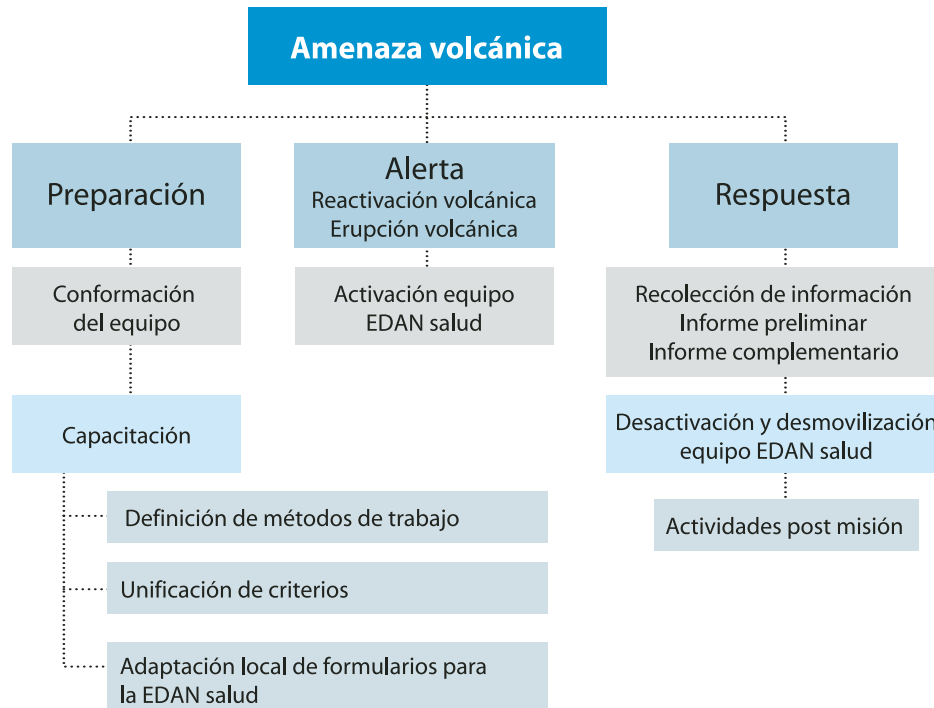 Amenaza volcánica
Preparación
Conformación
del equipo
Capacitación
Definición de métodos de trabajo
Unificación de criterios
Adaptación local de formularios para
la EDAN salud
Alerta
Reactivación volcánica
Erupción volcánica
Activación equipo
EDAN salud
Respuesta
Recolección de información
Informe preliminar
Informe complementario
Desactivación y desmovilización
equipo EDAN salud
Actividades post misión